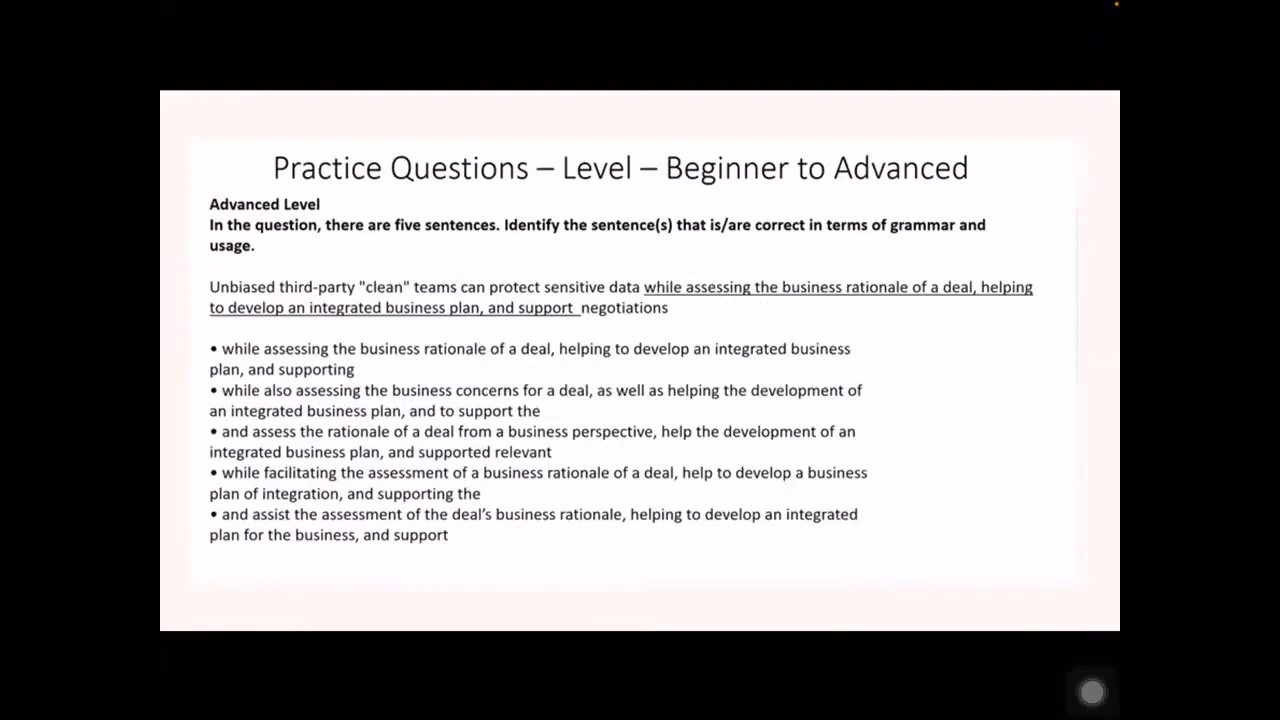 Practice Questions – Level – Beginner to Advanced
Advanced Level
In the question, there are five sentences. Identify the sentence(s) that is/are correct in terms of grammar and
usage.
Unbiased third-party "clean" teams can protect sensitive data while assessing the business rationale of a deal, helping
to develop an integrated business plan, and support negotiations
• while assessing the business rationale of a deal, helping to develop an integrated business
plan, and supporting
• while also assessing the business concerns for a deal, as well as helping the development of
an integrated business plan, and to support the
• and assess the rationale of a deal from a business perspective, help the development of an
integrated business plan, and supported relevant
• while facilitating the assessment of a business rationale of a deal, help to develop a business
plan of integration, and supporting the
• and assist the assessment of the deal’s business rationale, helping to develop an integrated
plan for the business, and support